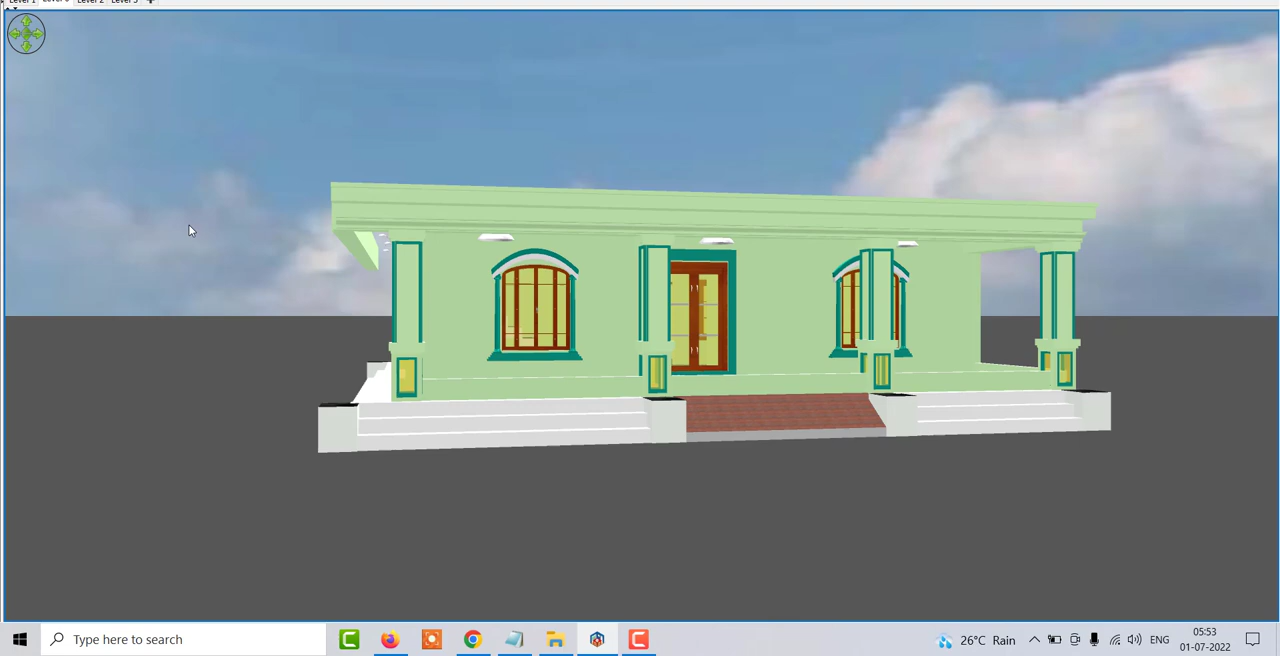 Level 1 Level 2 Level 3
Type here to search
26°C Rain
ENG
05:53
01-07-2022